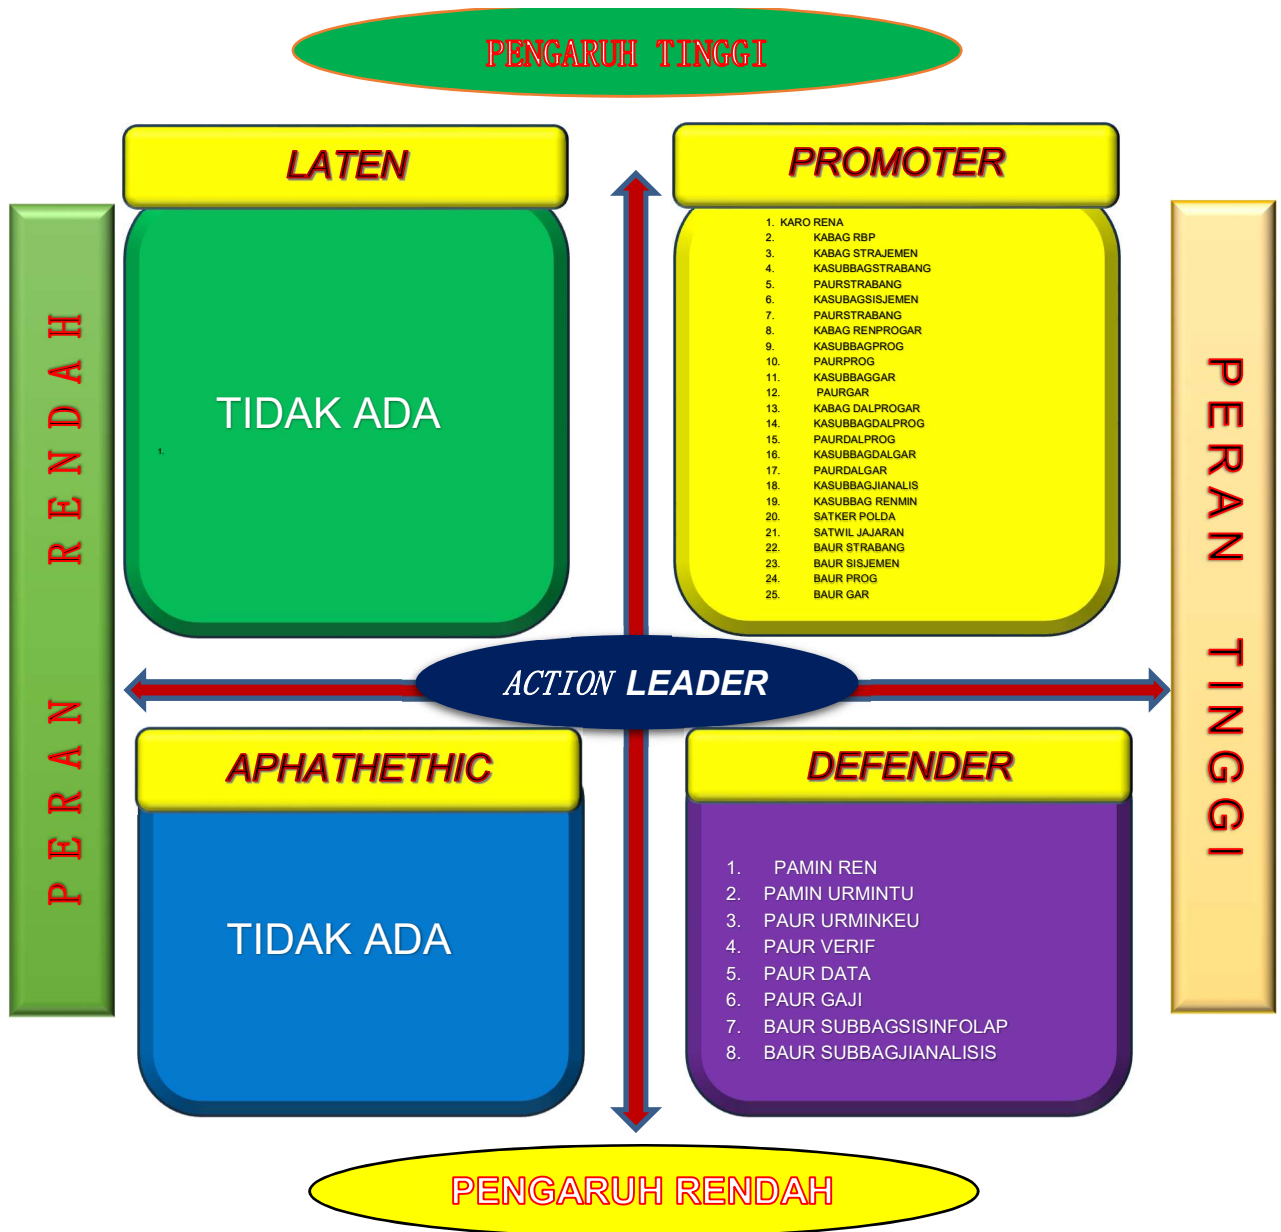 PENGARUH TINGGI
LATEN
TIDAK ADA
1.
PROMOTER
1. KARO RENA
2. KABAG RBP
3. KABAG STRAJEMEN
4. KASUBBAGSTRABANG
5. PAURSTRABANG
6. KASUBAGSISJEMEN
7. PAURSTRABANG
8. KABAG RENPROGAR
9. KASUBBAGPROG
10. PAURPROG
11. KASUBBAGGAR
12. PAURGAR
13. KABAG DALPROGAR
14. KASUBBAGDALPROG
15. PAURDALPROG
16. KASUBBAGDALGAR
17. PAURDALGAR
18. KASUBBAGJIANALIS
19. KASUBBAG RENMIN
20. SATKER POLDA
21. SATWIL JAJARAN
22. BAUR STRABANG
23. BAUR SISJEMEN
24. BAUR PROG
25. BAUR GAR
PERAN RENDAH
PERAN TINGGI
ACTION LEADER
APHATHETHIC
TIDAK ADA
DEFENDER
1. PAMIN REN
2. PAMIN URMINTU
3. PAUR URMINKEU
4. PAUR VERIF
5. PAUR DATA
6. PAUR GAJI
7. BAUR SUBBAGSISINFOLAP
8. BAUR SUBBAGJIANALISIS
PENGARUH RENDAH